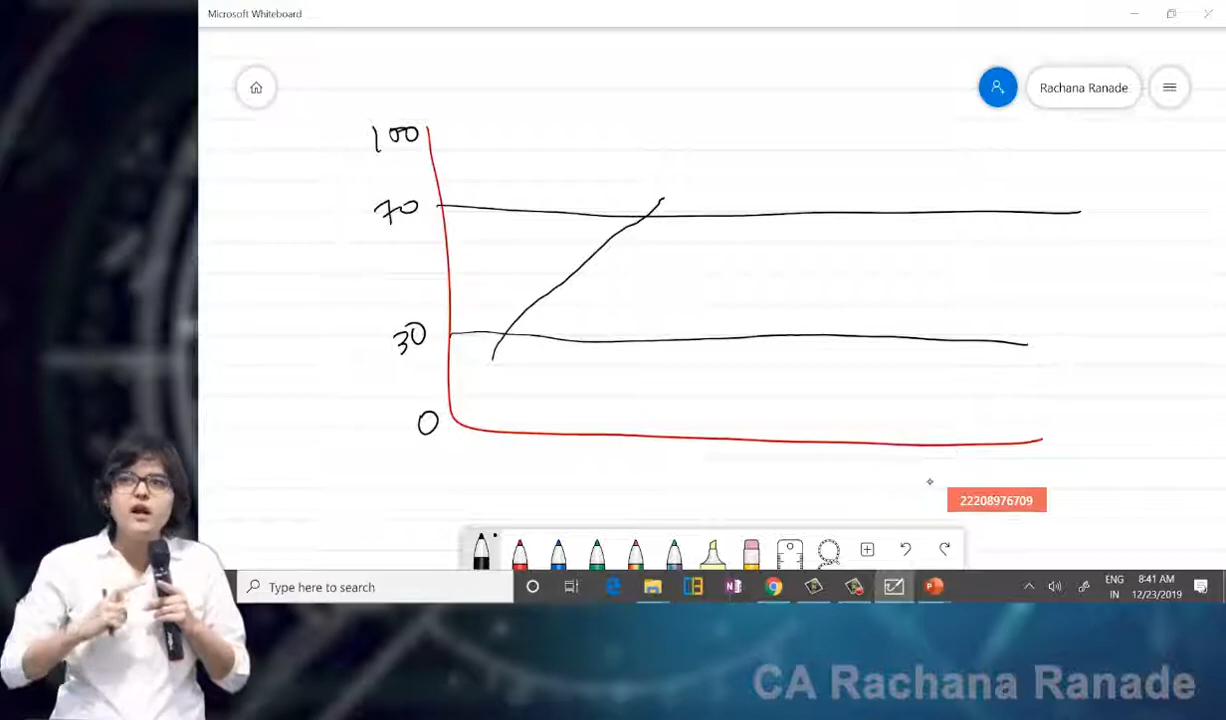 Microsoft Whiteboard
Rachana Ranade
100
70
30
0
22208976709
Type here to search
ENG
IN
8:41 AM
12/23/2019
CA Rachana Ranade